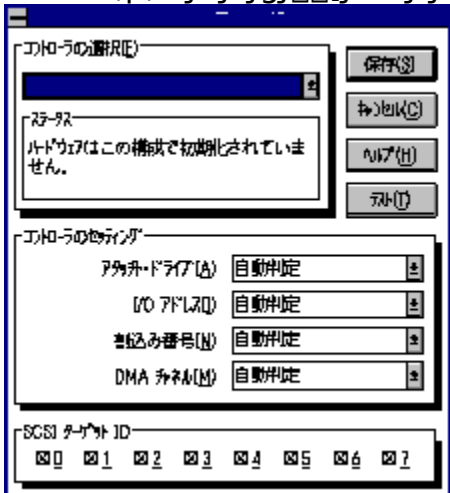 コントローラの選択(E)
ステータス
ハードウェアはこの構成で初期化されていま
せん。
保存(S)
キャンセル(C)
ヘルプ(H)
テスト(T)
コントローラのセッティング
アタッチ・ドライブ(A) 自動判定
I/O アドレス(I) 自動判定
割込み番号(N) 自動判定
DMA チャネル(M) 自動判定
SCSI ターゲット ID
0 1 2 3 4 5 6 7